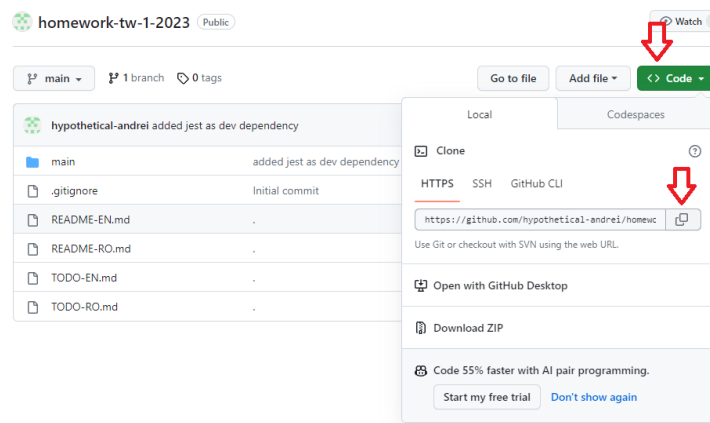 homework-tw-1-2023 Public
Watch
main 1 branch 0 tags Go to file Add file <> Code
hypothetical-andrei added jest as dev dependency
main added jest as dev dependency
.gitignore Initial commit
README-EN.md .
README-RO.md .
TODO-EN.md .
TODO-RO.md .
Local Codespaces
Clone
HTTPS SSH GitHub CLI
https://github.com/hypothetical-andrei/homewo
Use Git or checkout with SVN using the web URL.
Open with GitHub Desktop
Download ZIP
Code 55% faster with AI pair programming.
Start my free trial Don't show again